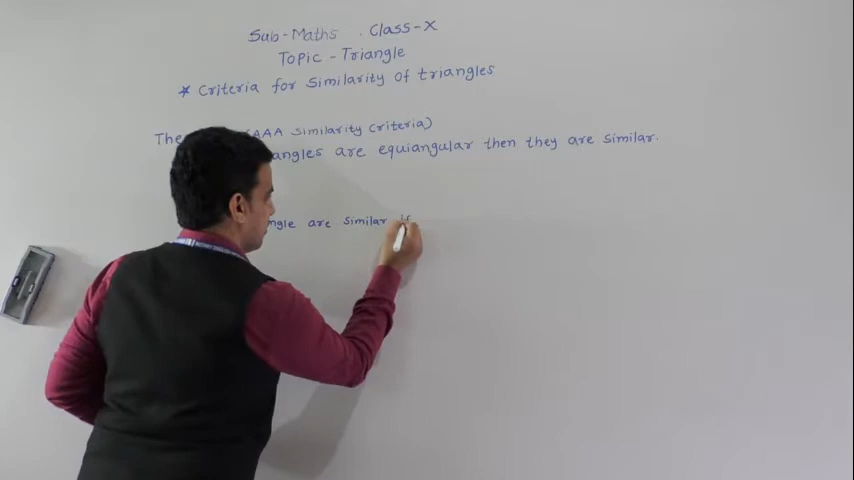 Sub-Maths . Class-X
Topic - Triangle
* Criteria for Similarity of triangles
(AAA Similarity Criteria)
angles are equiangular then they are similar.
are similar if